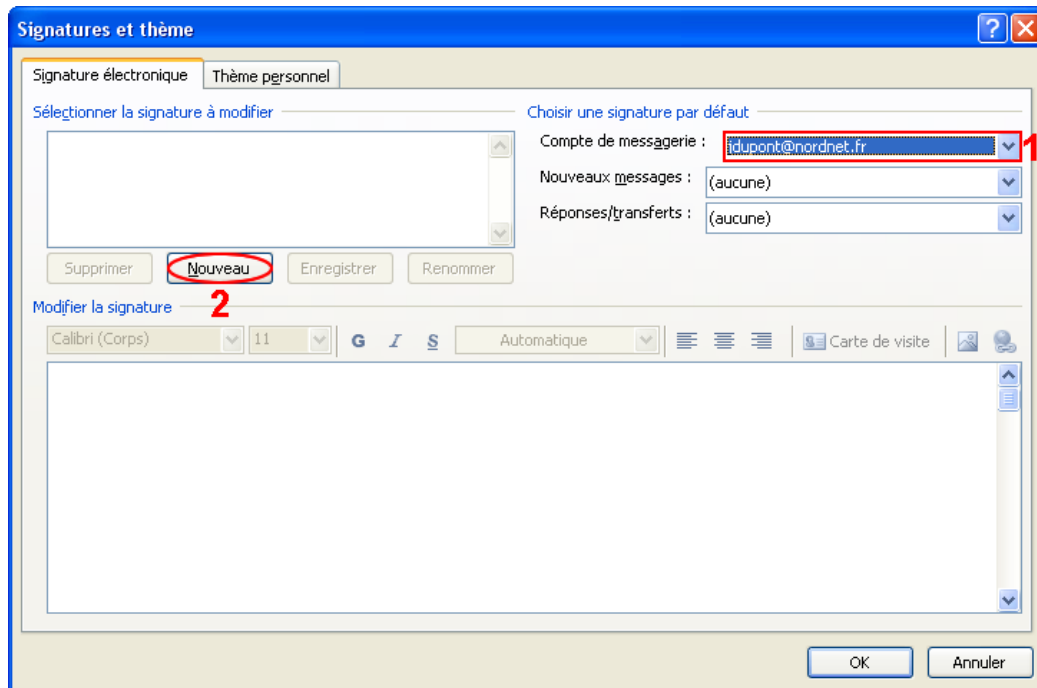 Signatures et thème
Signature électronique Thème personnel
Sélectionner la signature à modifier
Choisir une signature par défaut
Compte de messagerie : jdupont@nordnet.fr 1
Nouveaux messages : (aucune)
Réponses/transferts : (aucune)
Supprimer Nouveau Enregistrer Renommer
2
Modifier la signature
Calibri (Corps) 11 G I S Automatique Carte de visite
OK Annuler